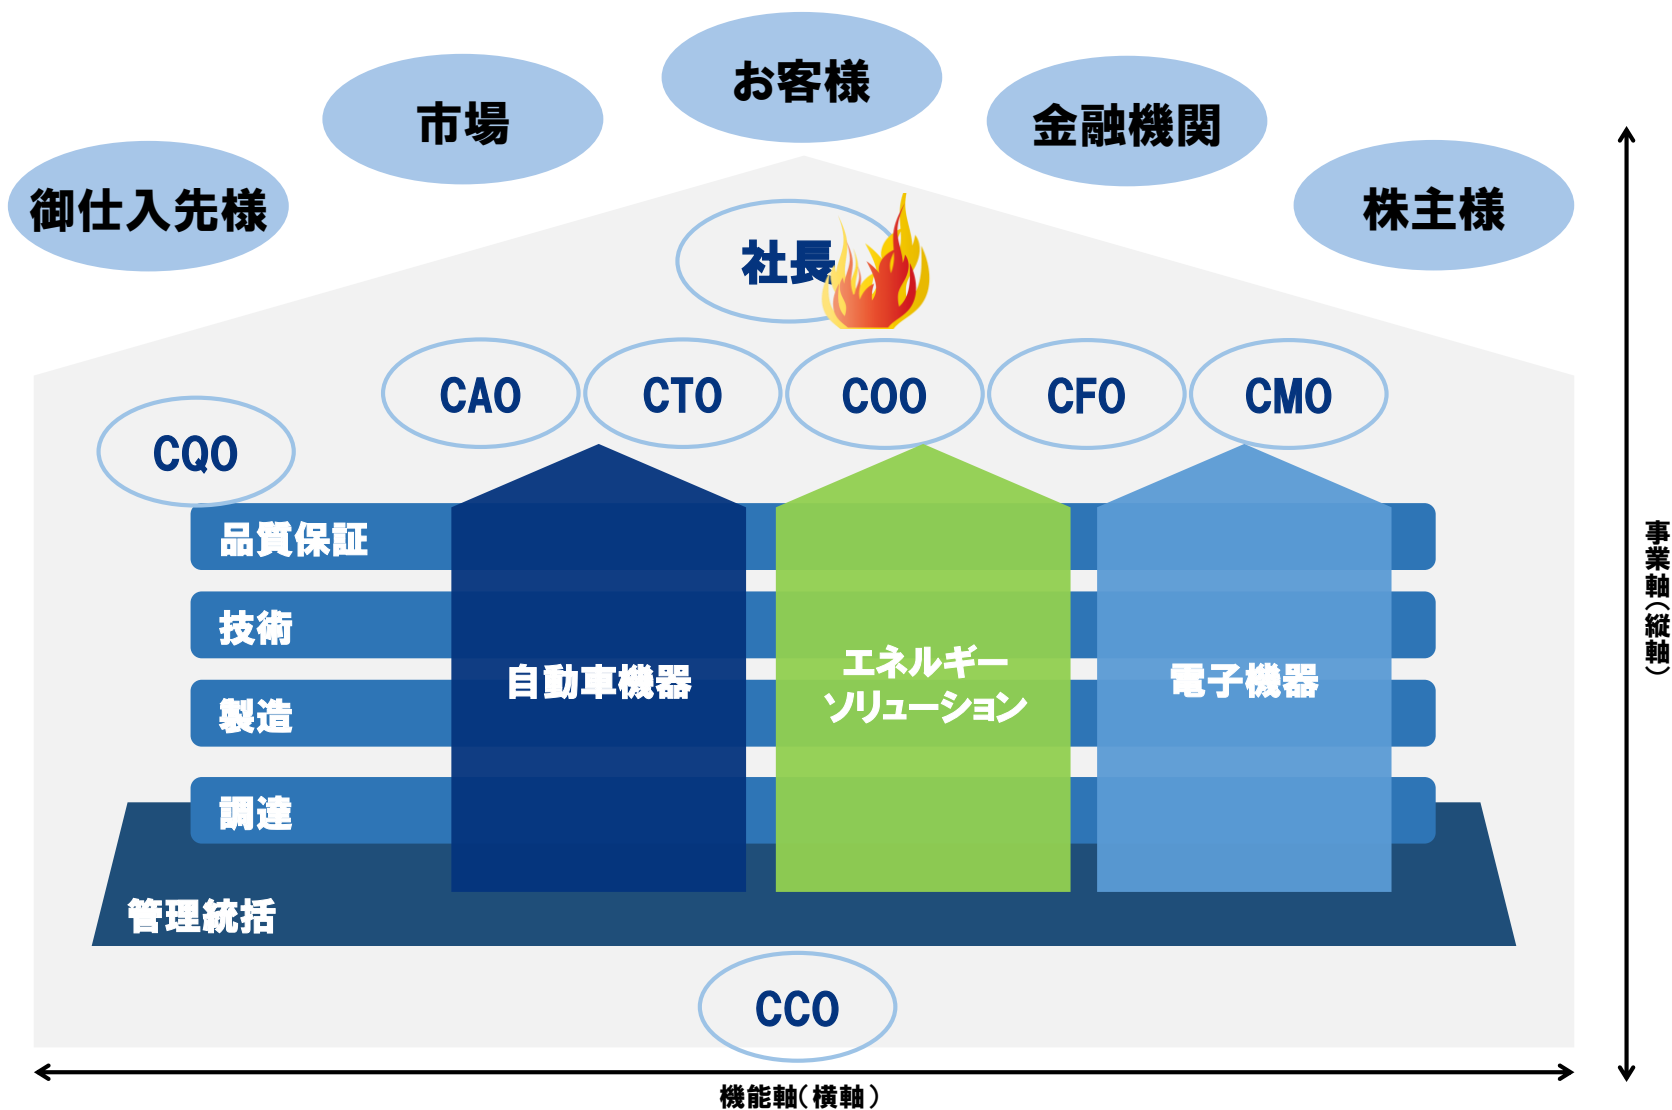 お客様
市場
金融機関
御仕入先様
株主様
社長
CAO
CTO
COO
CFO
CMO
CQO
品質保証
技術
製造
調達
自動車機器
エネルギー
ソリューション
電子機器
管理統括
CCO
事業軸(縦軸)
機能軸(横軸)